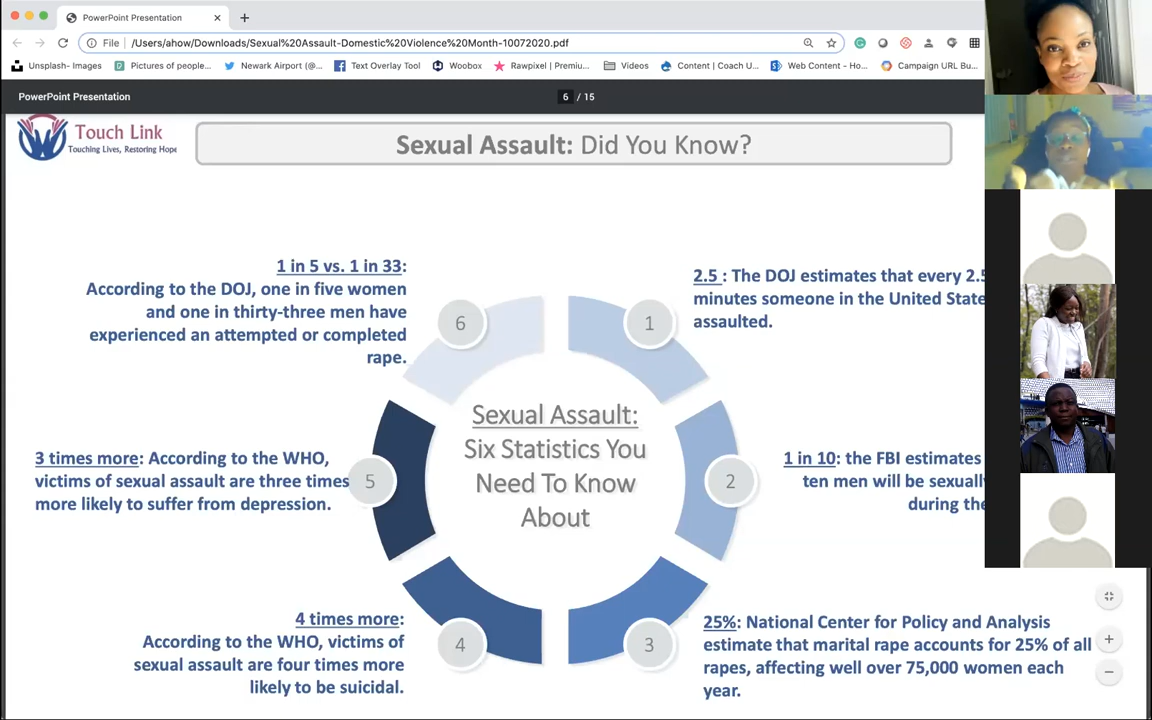 PowerPoint Presentation
File
/Users/ahow/Downloads/Sexual%20Assault-Domestic%20Violence%20Month-10072020.pdf
Unsplash- Images
Pictures of people...
Newark Airport (@...
Text Overlay Tool
Woobox
Rawpixel | Premiu...
Videos
Content | Coach U...
Web Content - Ho...
Campaign URL Bu...
PowerPoint Presentation
6 / 15
Touch Link
Touching Lives, Restoring Hope
Sexual Assault: Did You Know?
1 in 5 vs. 1 in 33:
According to the DOJ, one in five women
and one in thirty-three men have
experienced an attempted or completed
rape.
6
1
2.5 : The DOJ estimates that every 2.5
minutes someone in the United State
assaulted.
3 times more: According to the WHO,
victims of sexual assault are three times
more likely to suffer from depression.
5
Sexual Assault:
Six Statistics You
Need To Know
About
2
1 in 10: the FBI estimates
ten men will be sexually
during the
4 times more:
According to the WHO, victims of
sexual assault are four times more
likely to be suicidal.
4
3
25%: National Center for Policy and Analysis
estimate that marital rape accounts for 25% of all
rapes, affecting well over 75,000 women each
year.